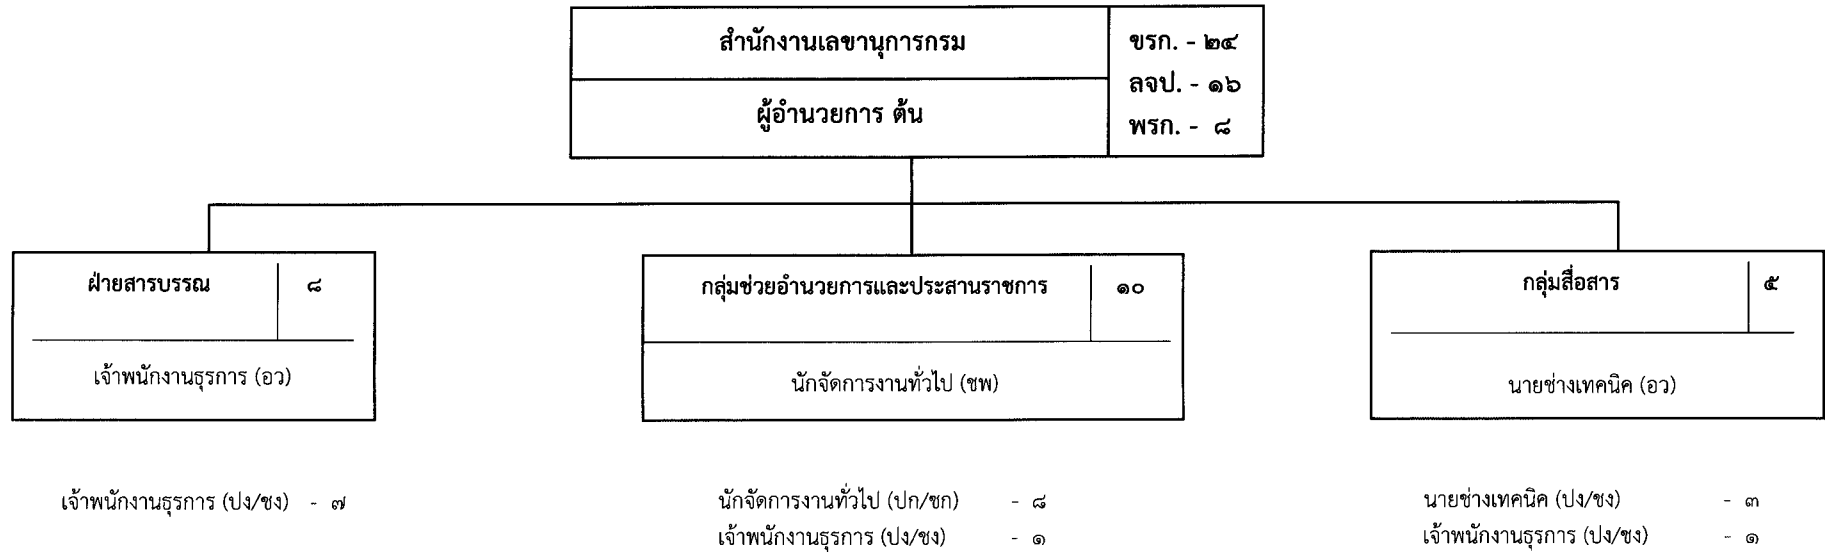 สำนักงานเลขานุการกรม
ผู้อำนวยการ ต้น
ขรก. - ๒๔
ลจป. - ๑๖
พรก. - ๘
ฝ่ายสารบรรณ ๘
เจ้าพนักงานธุรการ (อว)
เจ้าพนักงานธุรการ (ปง/ชง) - ๗
กลุ่มช่วยอำนวยการและประสานราชการ ๑๐
นักจัดการงานทั่วไป (ชพ)
นักจัดการงานทั่วไป (ปก/ชก) - ๘
เจ้าพนักงานธุรการ (ปง/ชง) - ๑
กลุ่มสื่อสาร ๕
นายช่างเทคนิค (อว)
นายช่างเทคนิค (ปง/ชง) - ๓
เจ้าพนักงานธุรการ (ปง/ชง) - ๑